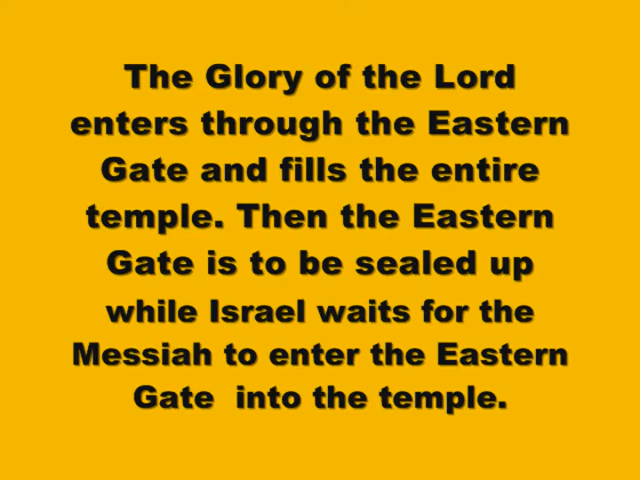 The Glory of the Lord
enters through the Eastern
Gate and fills the entire
temple. Then the Eastern
Gate is to be sealed up
while Israel waits for the
Messiah to enter the Eastern
Gate  into the temple.